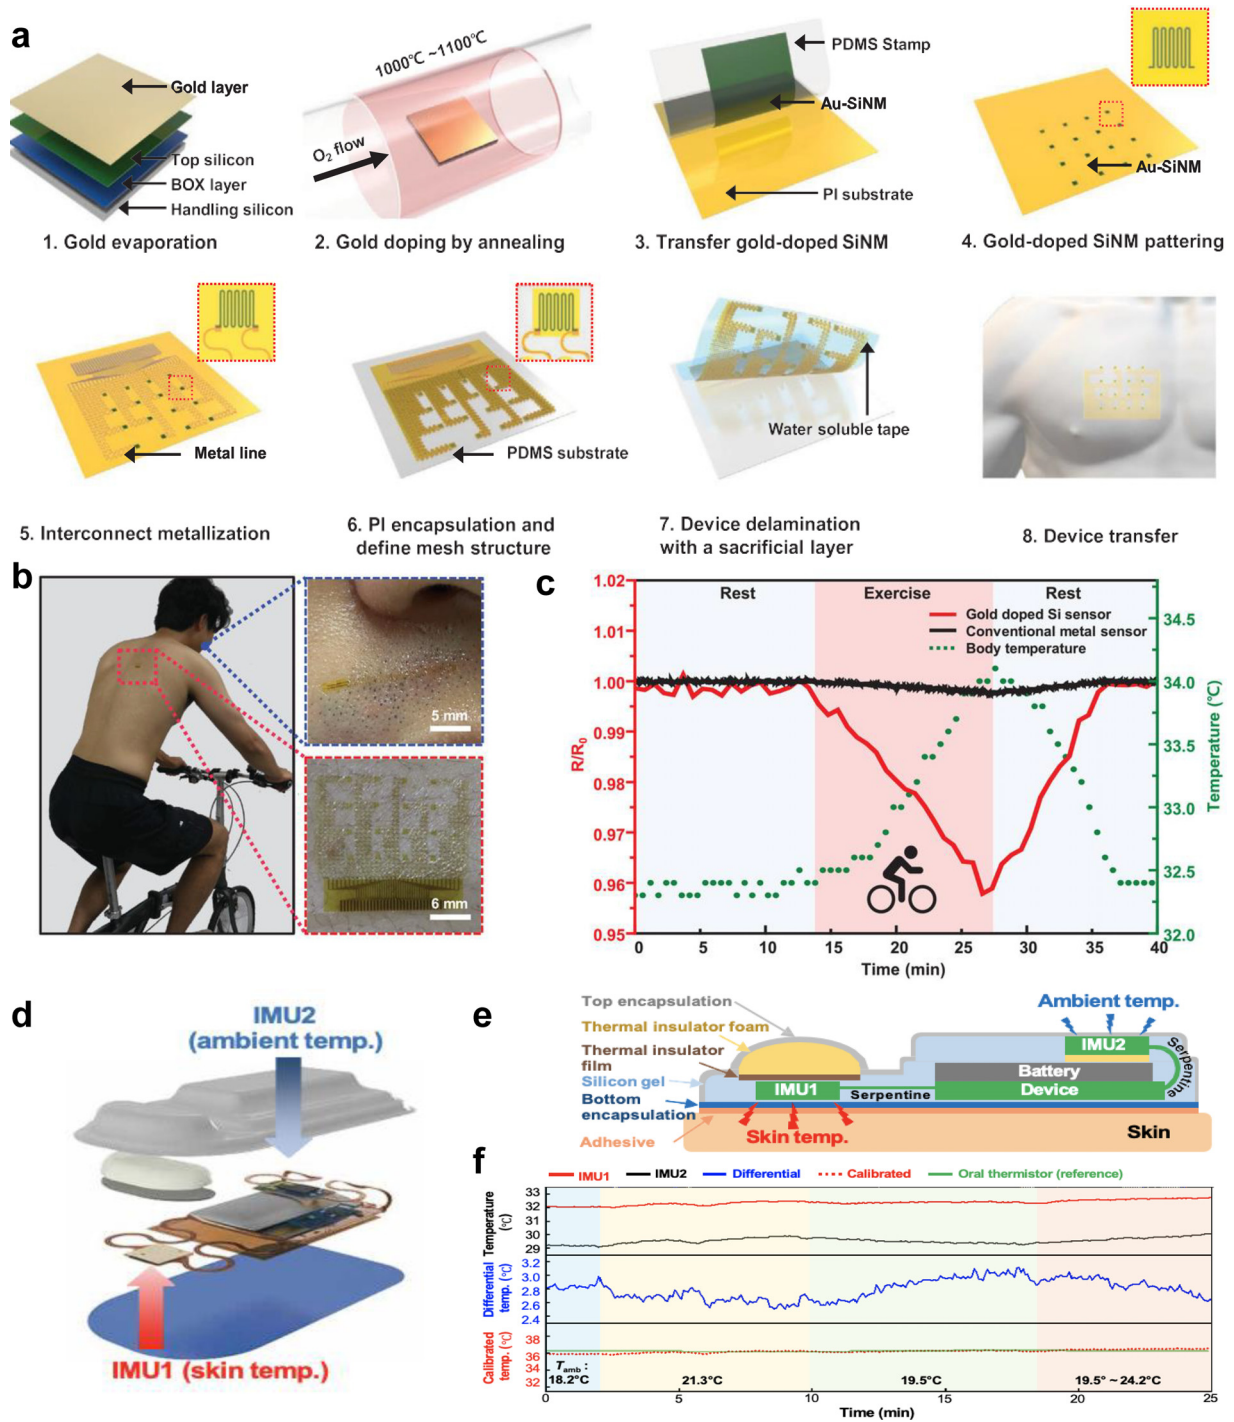 a
Gold layer
Top silicon
BOX layer
Handling silicon
1. Gold evaporation
1000℃ ~1100℃
O2 flow
2. Gold doping by annealing
PDMS Stamp
Au-SiNM
PI substrate
3. Transfer gold-doped SiNM
Au-SiNM
4. Gold-doped SiNM pattering
Metal line
5. Interconnect metallization
PDMS substrate
6. PI encapsulation and
define mesh structure
Water soluble tape
7. Device delamination
with a sacrificial layer
8. Device transfer
b
5 mm
6 mm
c
Rest
Exercise
Rest
Gold doped Si sensor
Conventional metal sensor
Body temperature
R/R0
1.02
1.01
1.00
0.99
0.98
0.97
0.96
0.95
Temperature (℃)
34.5
34.0
33.5
33.0
32.5
32.0
0 5 10 15 20 25 30 35 40
Time (min)
d
IMU2
(ambient temp.)
IMU1 (skin temp.)
e
Top encapsulation
Thermal insulator foam
Thermal insulator
film
Silicon gel
Bottom
encapsulation
Adhesive
Ambient temp.
IMU2
Serpentine
Battery
IMU1
Serpentine
Device
Skin temp.
Skin
f
IMU1 IMU2 Differential Calibrated Oral thermistor (reference)
Temperature
(℃)
33
32
31
30
29
Differential
temp. (℃)
3.2
3.0
2.8
2.6
2.4
Calibrated
temp. (℃)
38
36
34
32
Tamb :
18.2°C
21.3°C
19.5°C
19.5° ~ 24.2°C
0 5 10 15 20 25
Time (min)